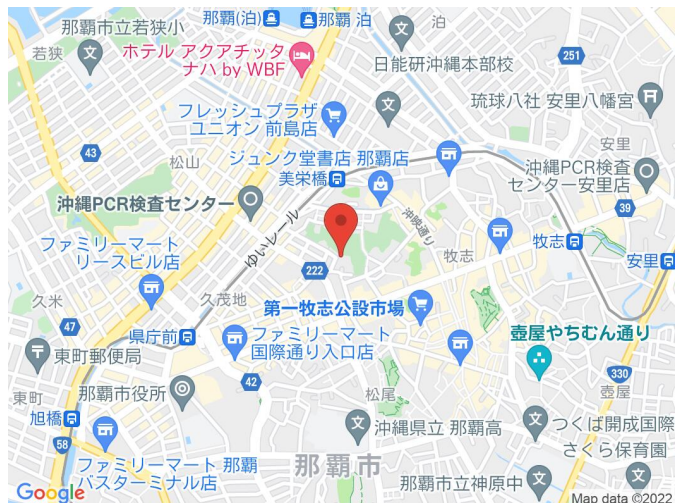 那覇(泊)
那覇 泊
泊
那覇市立若狭小
若狭
ホテル アクアチッタ
ナハ by WBF
日能研沖縄本部校
251
琉球八社 安里八幡宮
フレッシュプラザ
ユニオン 前島店
43
松山
ジュンク堂書店 那覇店
美栄橋
安里
沖縄PCR検査
センター安里店
沖縄PCR検査センター
39
沖映通り
ゆいレール
牧志
牧志
安里
ファミリーマート
リースビル店
222
久米
久茂地
第一牧志公設市場
47
県庁前
ファミリーマート
国際通り入口店
壺屋やちむん通り
東町郵便局
330
那覇市役所
42
東町
松尾
壺屋
旭橋
58
沖縄県立 那覇高
つくば開成国際
さくら保育園
ファミリーマート 那覇
バスターミナル店
那覇市
那覇市立神原中
Google
Map data ©2022